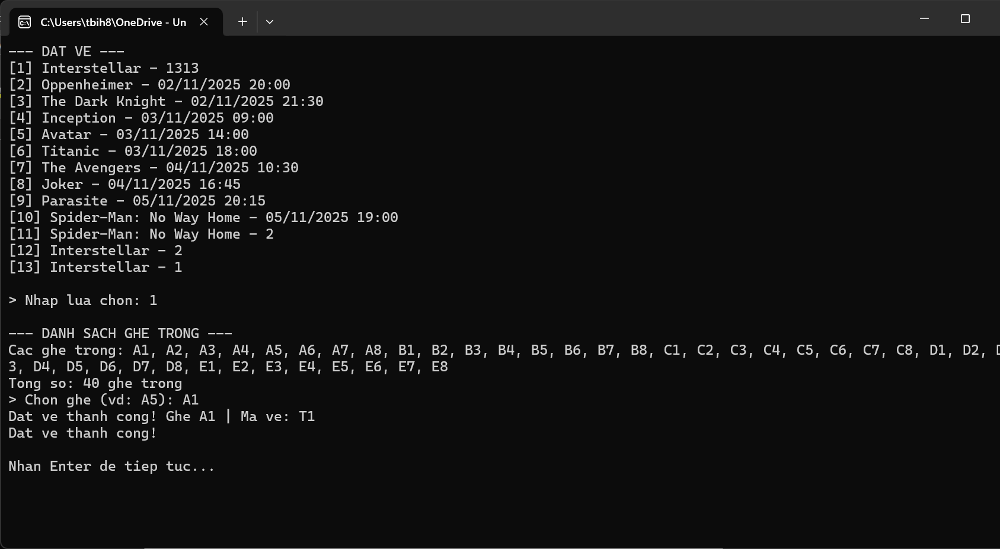 C:\Users\tbih8\OneDrive - Un
--- DAT VE ---
[1] Interstellar - 1313
[2] Oppenheimer - 02/11/2025 20:00
[3] The Dark Knight - 02/11/2025 21:30
[4] Inception - 03/11/2025 09:00
[5] Avatar - 03/11/2025 14:00
[6] Titanic - 03/11/2025 18:00
[7] The Avengers - 04/11/2025 10:30
[8] Joker - 04/11/2025 16:45
[9] Parasite - 05/11/2025 20:15
[10] Spider-Man: No Way Home - 05/11/2025 19:00
[11] Spider-Man: No Way Home - 2
[12] Interstellar - 2
[13] Interstellar - 1
> Nhap lua chon: 1
--- DANH SACH GHE TRONG ---
Cac ghe trong: A1, A2, A3, A4, A5, A6, A7, A8, B1, B2, B3, B4, B5, B6, B7, B8, C1, C2, C3, C4, C5, C6, C7, C8, D1, D2, D
3, D4, D5, D6, D7, D8, E1, E2, E3, E4, E5, E6, E7, E8
Tong so: 40 ghe trong
> Chon ghe (vd: A5): A1
Dat ve thanh cong! Ghe A1 | Ma ve: T1
Dat ve thanh cong!
Nhan Enter de tiep tuc...